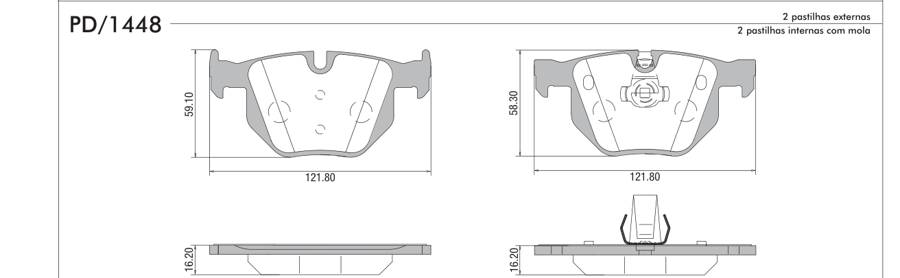 PD/1448
2 pastilhas externas
2 pastilhas internas com mola
59.10
121.80
58.30
121.80
16.20
16.20